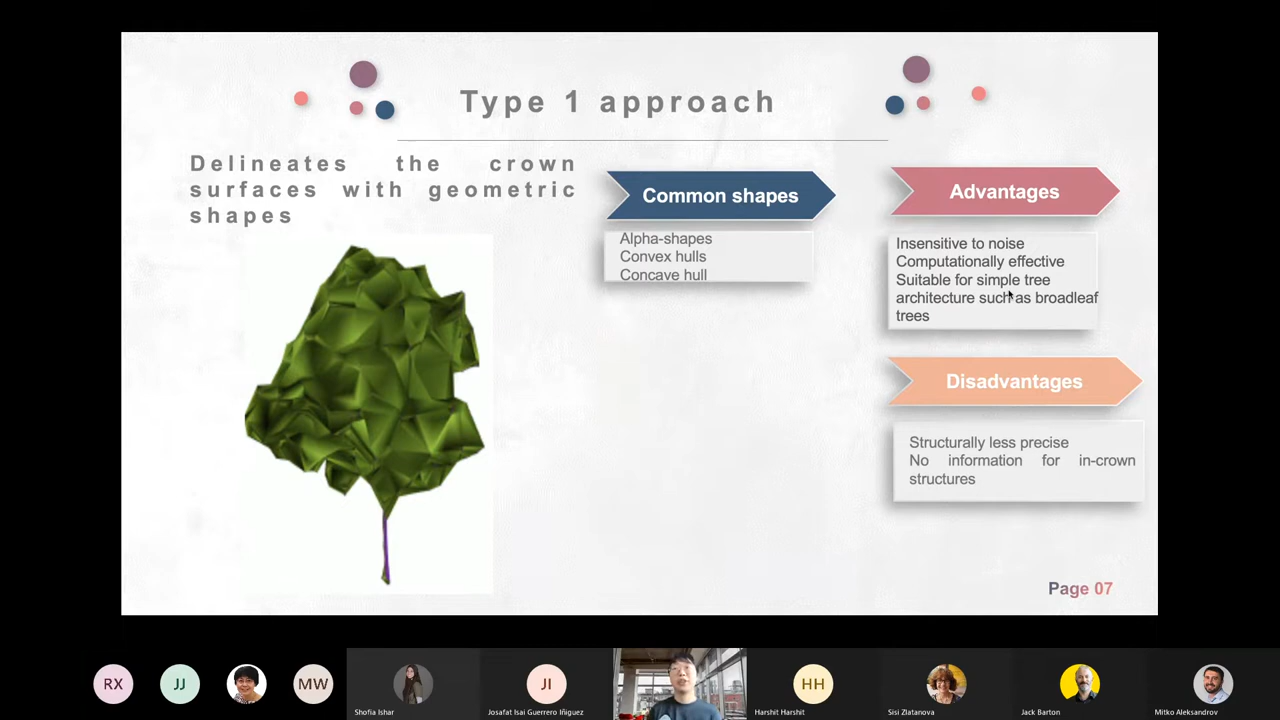 Type 1 approach
Delineates the crown
surfaces with geometric
shapes
Common shapes
Alpha-shapes
Convex hulls
Concave hull
Advantages
Insensitive to noise
Computationally effective
Suitable for simple tree
architecture such as broadleaf
trees
Disadvantages
Structurally less precise
No information for in-crown
structures
Page 07
RX
JJ
MW
JI
HH
Shofia Ishar
Josafat Isai Guerrero Iñiguez
Harshit Harshit
Sisi Zlatanova
Jack Barton
Mitko Aleksandrov